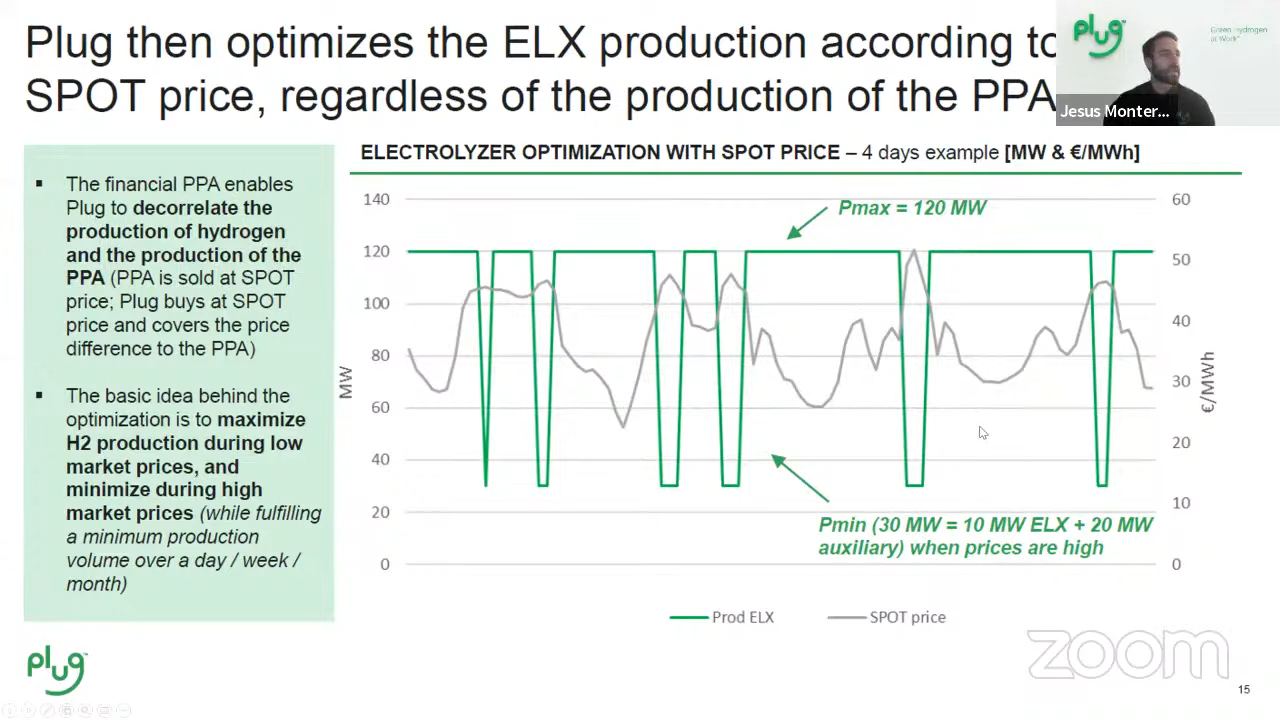 Plug then optimizes the ELX production according to
SPOT price, regardless of the production of the PPA
plug
Green Hydrogen
at Work
Jesus Monter...
▪ The financial PPA enables
Plug to decorrelate the
production of hydrogen
and the production of the
PPA (PPA is sold at SPOT
price; Plug buys at SPOT
price and covers the price
difference to the PPA)
▪ The basic idea behind the
optimization is to maximize
H2 production during low
market prices, and
minimize during high
market prices (while fulfilling
a minimum production
volume over a day / week /
month)
ELECTROLYZER OPTIMIZATION WITH SPOT PRICE – 4 days example [MW & €/MWh]
140
120
100
80
60
40
20
0
MW
60
50
40
30
20
10
0
€/MWh
Pmax = 120 MW
Pmin (30 MW = 10 MW ELX + 20 MW
auxiliary) when prices are high
Prod ELX
SPOT price
plug
zoom
15